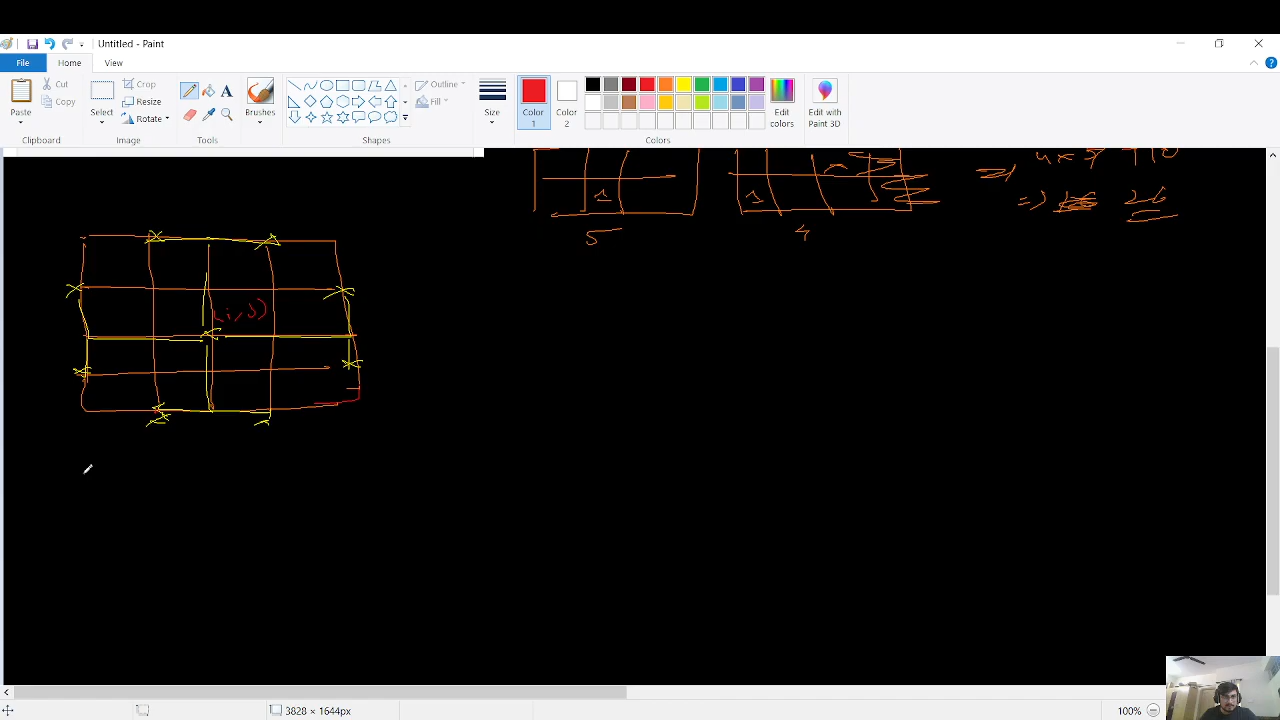 Untitled - Paint
File
Home
View
Paste
Cut
Copy
Clipboard
Select
Crop
Resize
Rotate
Image
Tools
Brushes
Shapes
Outline
Fill
Size
Color 1
Color 2
Colors
Edit colors
Edit with Paint 3D
1
1
5
4
=> 26
(i,J)
3828 × 1644px
100%